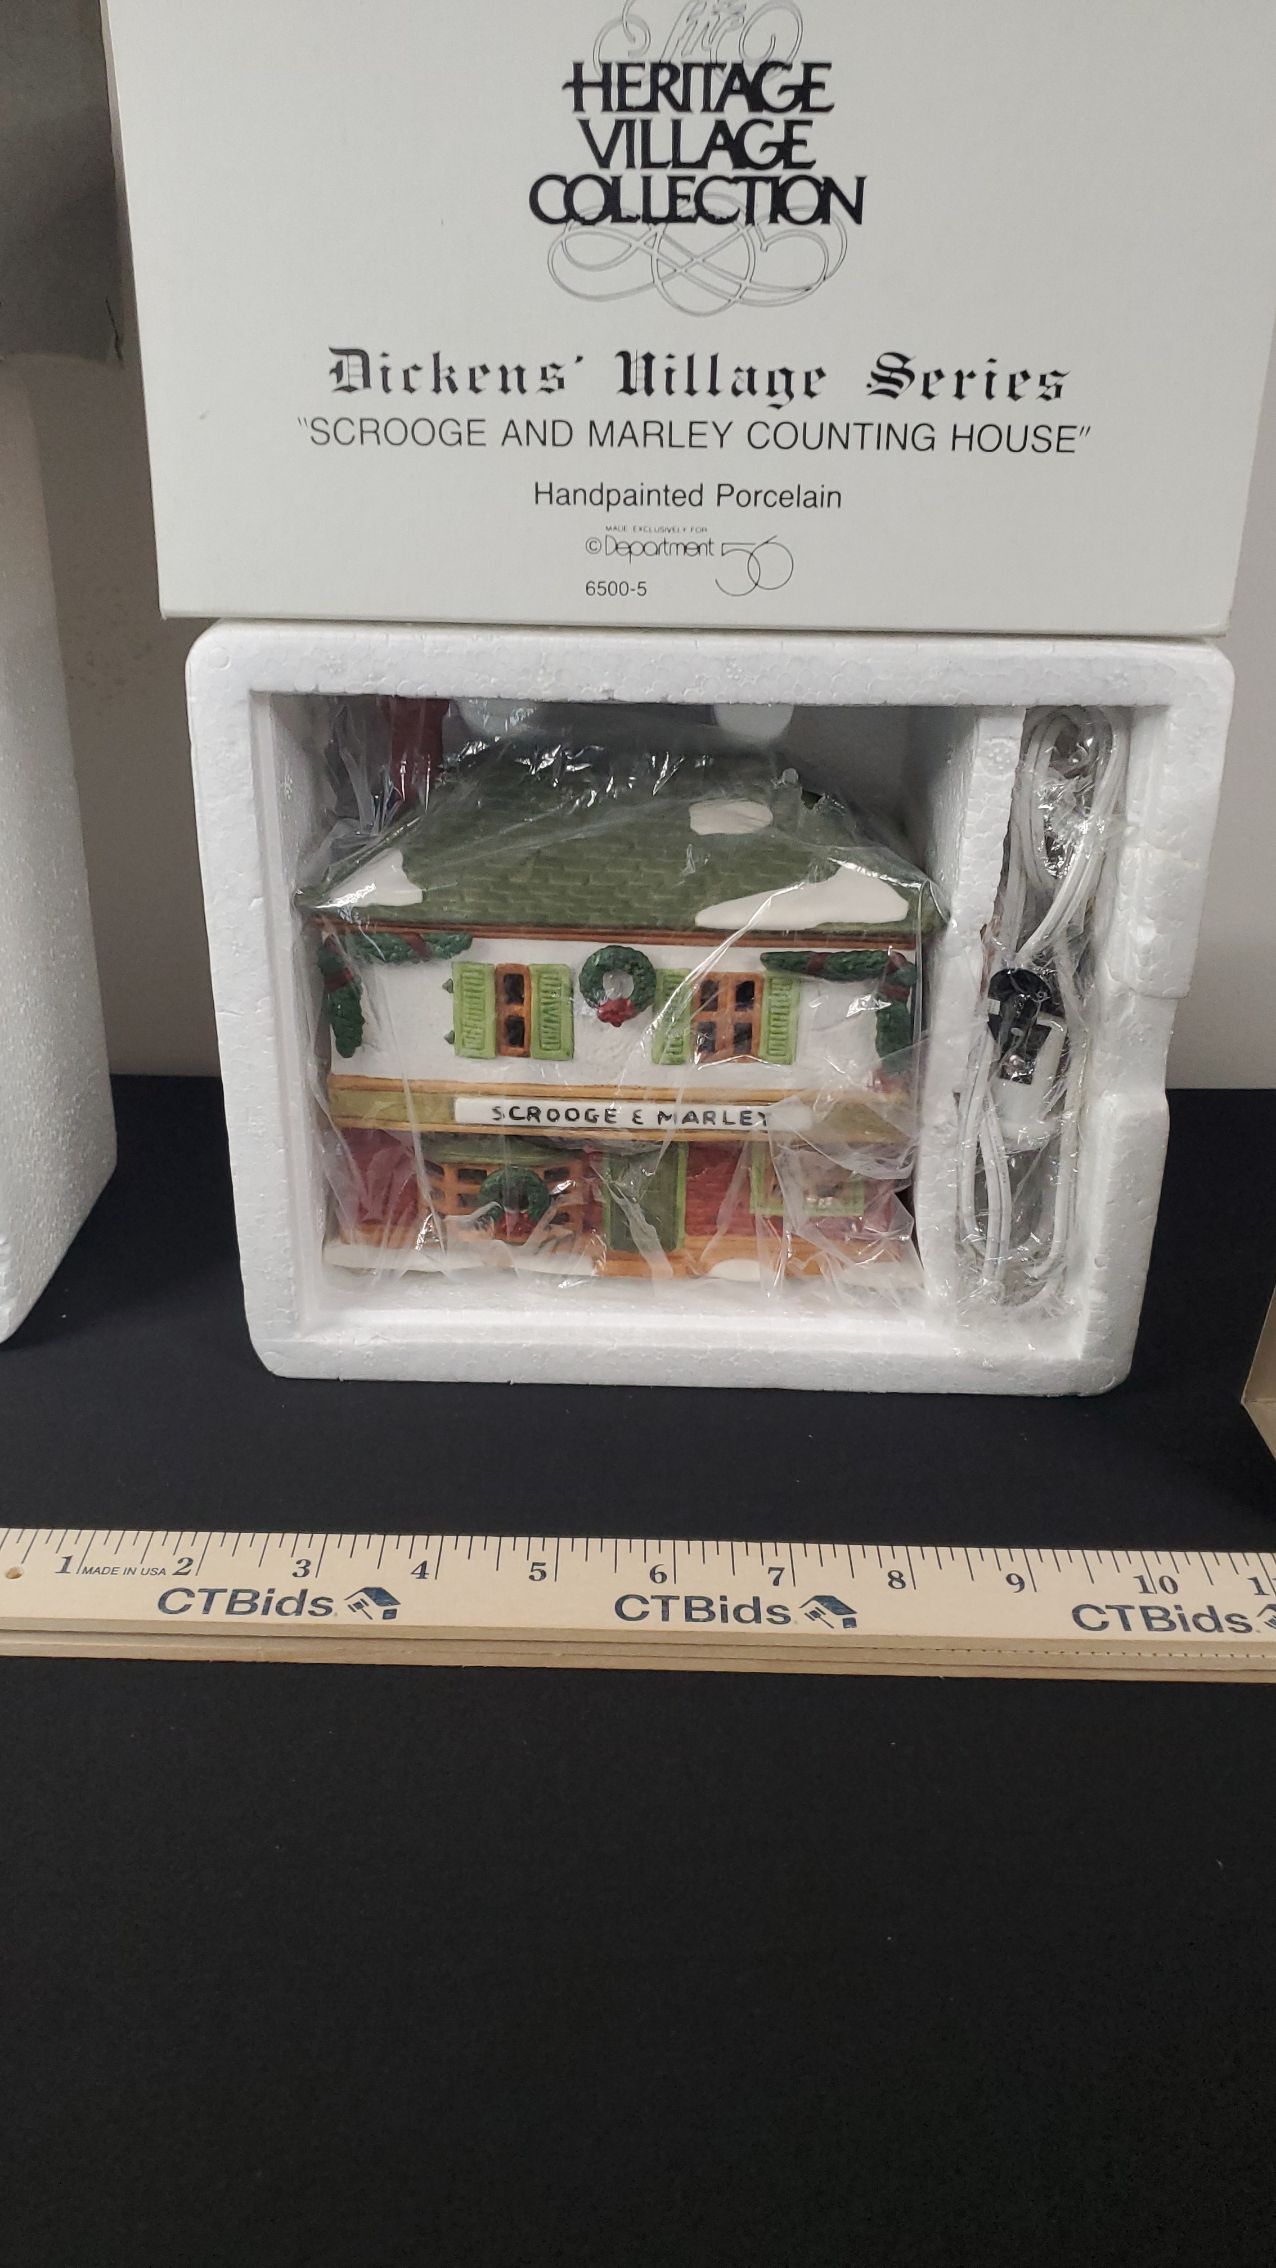 The
HERITAGE
VILLAGE
COLLECTION
Dickens' Village Series
"SCROOGE AND MARLEY COUNTING HOUSE"
Handpainted Porcelain
MADE EXCLUSIVELY FOR
© Department 56
6500-5
SCROOGE & MARLEY
1 MADE IN USA 2 3 4 5 6 7 8 9 10 11
CTBids. CTBids. CTBids.